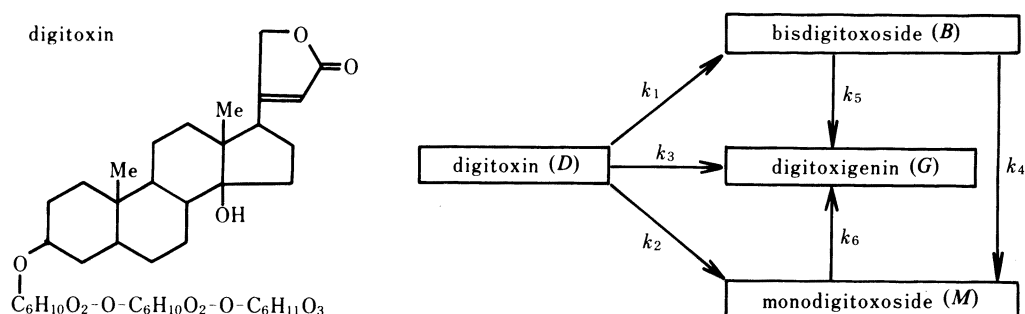 digitoxin
O
O
Me
Me
OH
O
C₆H₁₀O₂-O-C₆H₁₀O₂-O-C₆H₁₁O₃
bisdigitoxoside (B)
k₁
k₅
digitoxin (D)
k₃
digitoxigenin (G)
k₄
k₂
k₆
monodigitoxoside (M)